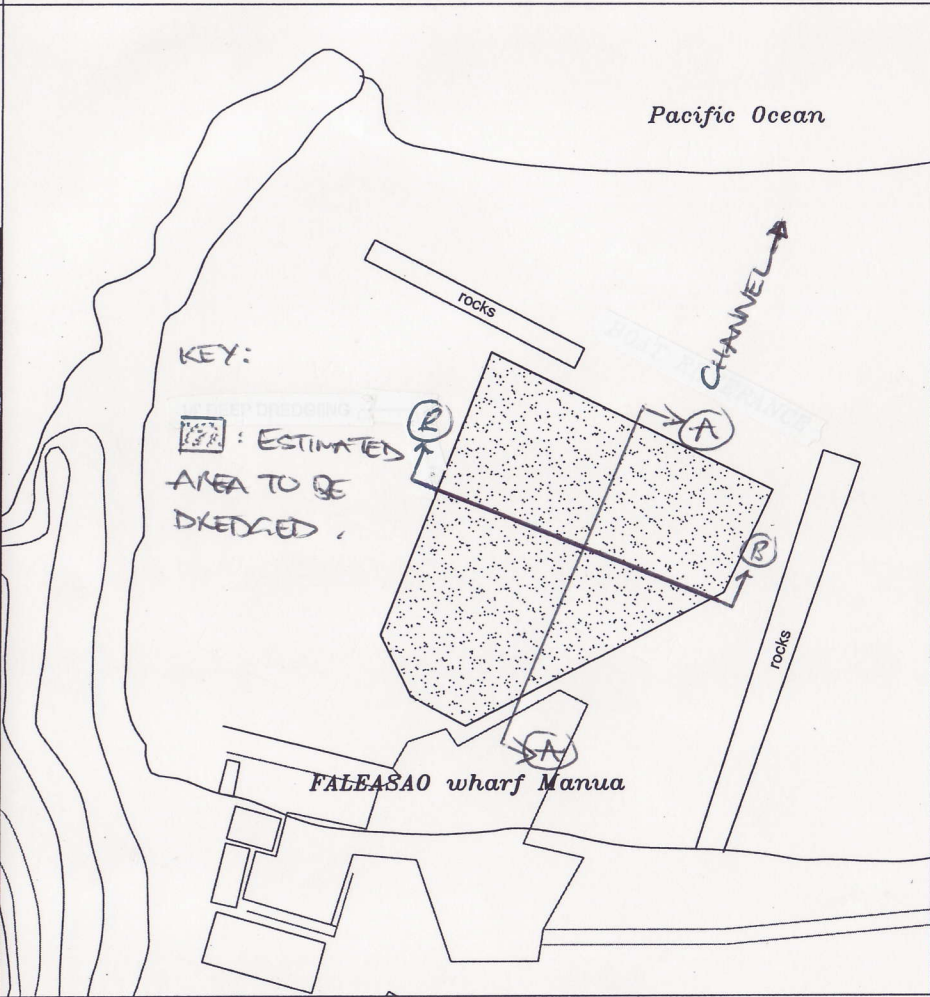 Pacific Ocean
CHANNEL
rocks
KEY:
: ESTIMATED
AREA TO BE
DREDGED.
B
A
B
rocks
A
FALEASAO wharf Manua